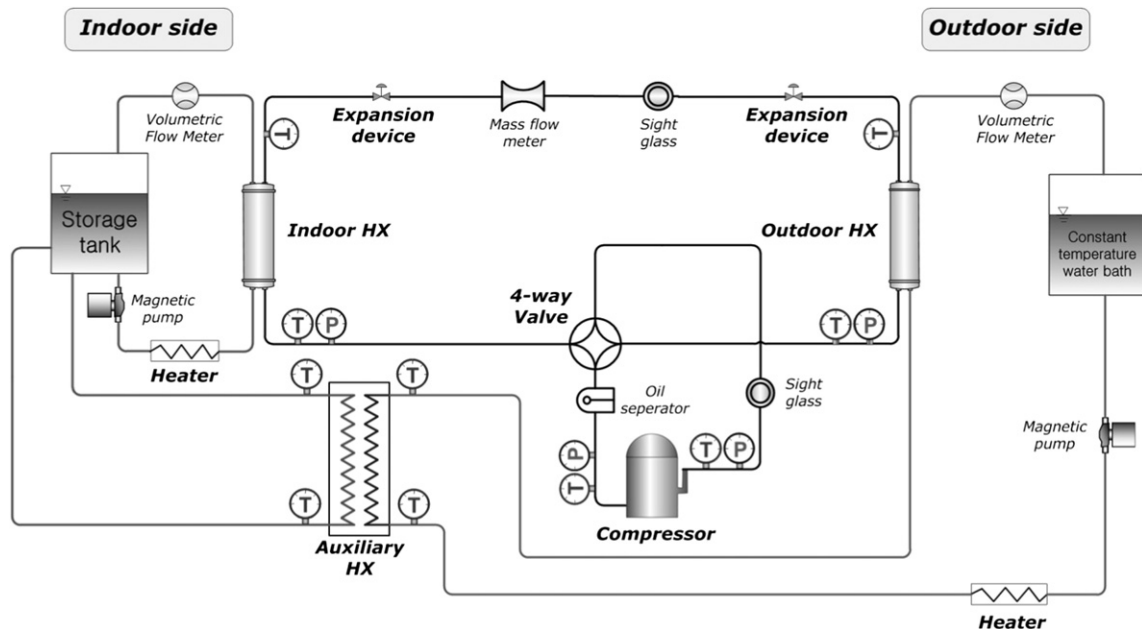 Indoor side
Outdoor side
Volumetric
Flow Meter
Expansion
device
Mass flow
meter
Sight
glass
Expansion
device
Volumetric
Flow Meter
T
T
Storage
tank
Indoor HX
Outdoor HX
Constant
temperature
water bath
Magnetic
pump
4-way
Valve
T
P
T
P
Heater
T
T
Oil
seperator
Sight
glass
Magnetic
pump
P
T
T
P
T
T
Compressor
Auxiliary
HX
Heater